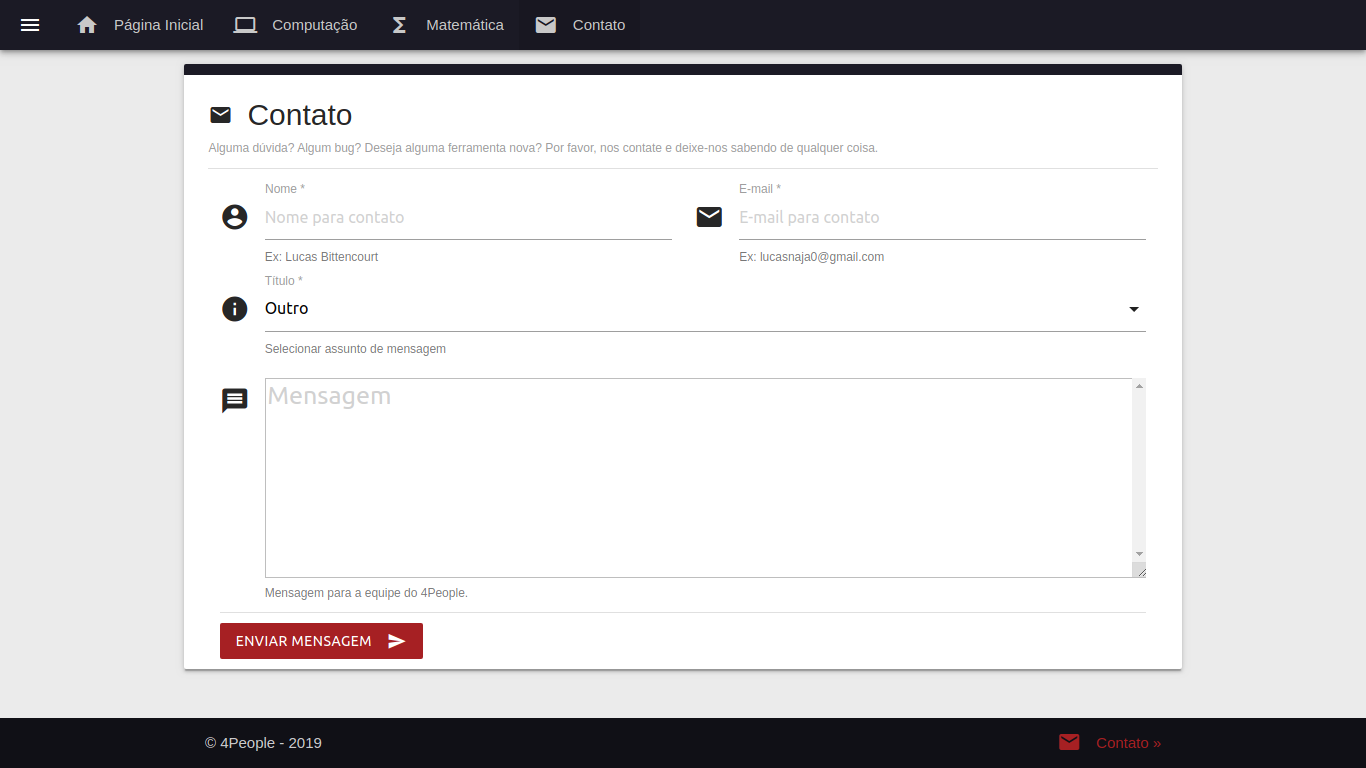 Página Inicial Computação Matemática Contato
Contato
Alguma dúvida? Algum bug? Deseja alguma ferramenta nova? Por favor, nos contate e deixe-nos sabendo de qualquer coisa.
Nome * E-mail *
Nome para contato E-mail para contato
Ex: Lucas Bittencourt Ex: lucasnaja0@gmail.com
Título *
Outro
Selecionar assunto de mensagem
Mensagem
Mensagem para a equipe do 4People.
ENVIAR MENSAGEM
© 4People - 2019 Contato »